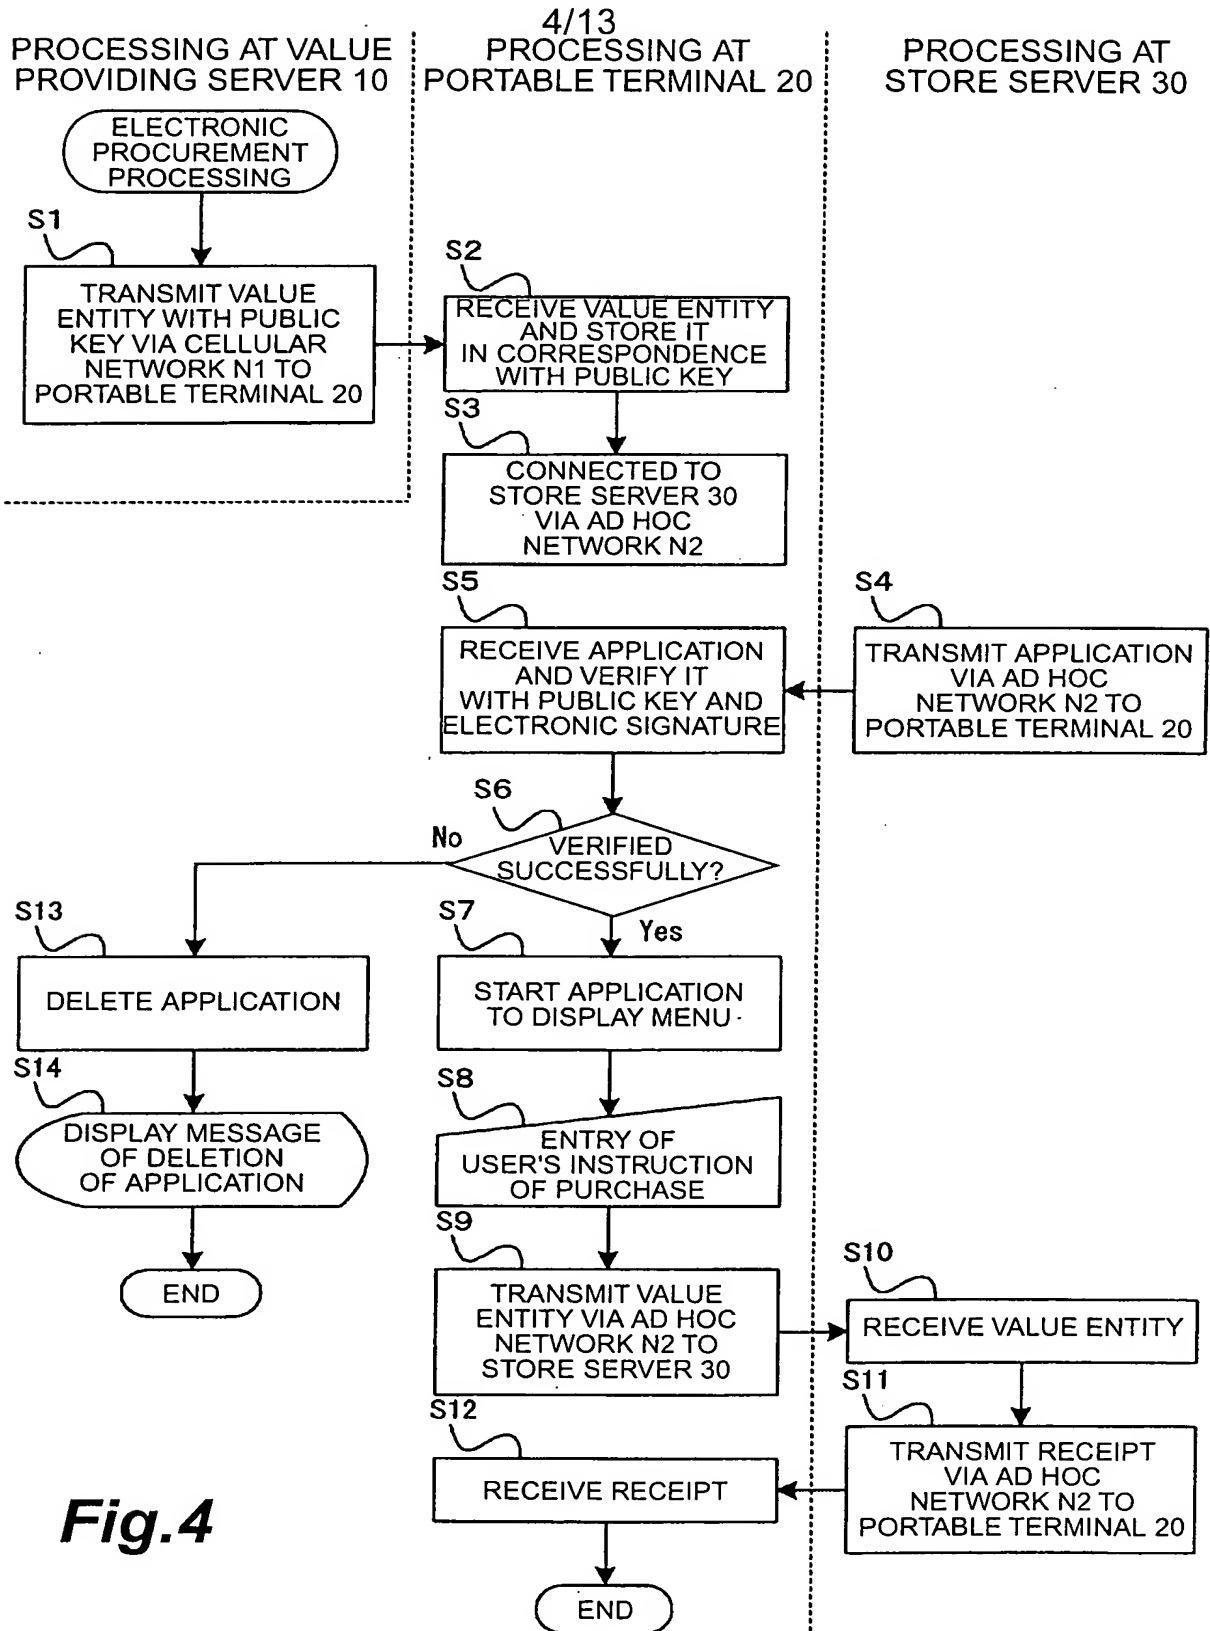 4/13
PROCESSING AT VALUE
PROVIDING SERVER 10
PROCESSING AT
PORTABLE TERMINAL 20
PROCESSING AT
STORE SERVER 30
ELECTRONIC
PROCUREMENT
PROCESSING
S1
TRANSMIT VALUE
ENTITY WITH PUBLIC
KEY VIA CELLULAR
NETWORK N1 TO
PORTABLE TERMINAL 20
S2
RECEIVE VALUE ENTITY
AND STORE IT
IN CORRESPONDENCE
WITH PUBLIC KEY
S3
CONNECTED TO
STORE SERVER 30
VIA AD HOC
NETWORK N2
S4
TRANSMIT APPLICATION
VIA AD HOC
NETWORK N2 TO
PORTABLE TERMINAL 20
S5
RECEIVE APPLICATION
AND VERIFY IT
WITH PUBLIC KEY AND
ELECTRONIC SIGNATURE
S6
VERIFIED
SUCCESSFULLY?
No
Yes
S13
DELETE APPLICATION
S14
DISPLAY MESSAGE
OF DELETION
OF APPLICATION
END
S7
START APPLICATION
TO DISPLAY MENU
S8
ENTRY OF
USER'S INSTRUCTION
OF PURCHASE
S9
TRANSMIT VALUE
ENTITY VIA AD HOC
NETWORK N2 TO
STORE SERVER 30
S10
RECEIVE VALUE ENTITY
S11
TRANSMIT RECEIPT
VIA AD HOC
NETWORK N2 TO
PORTABLE TERMINAL 20
S12
RECEIVE RECEIPT
END
Fig.4